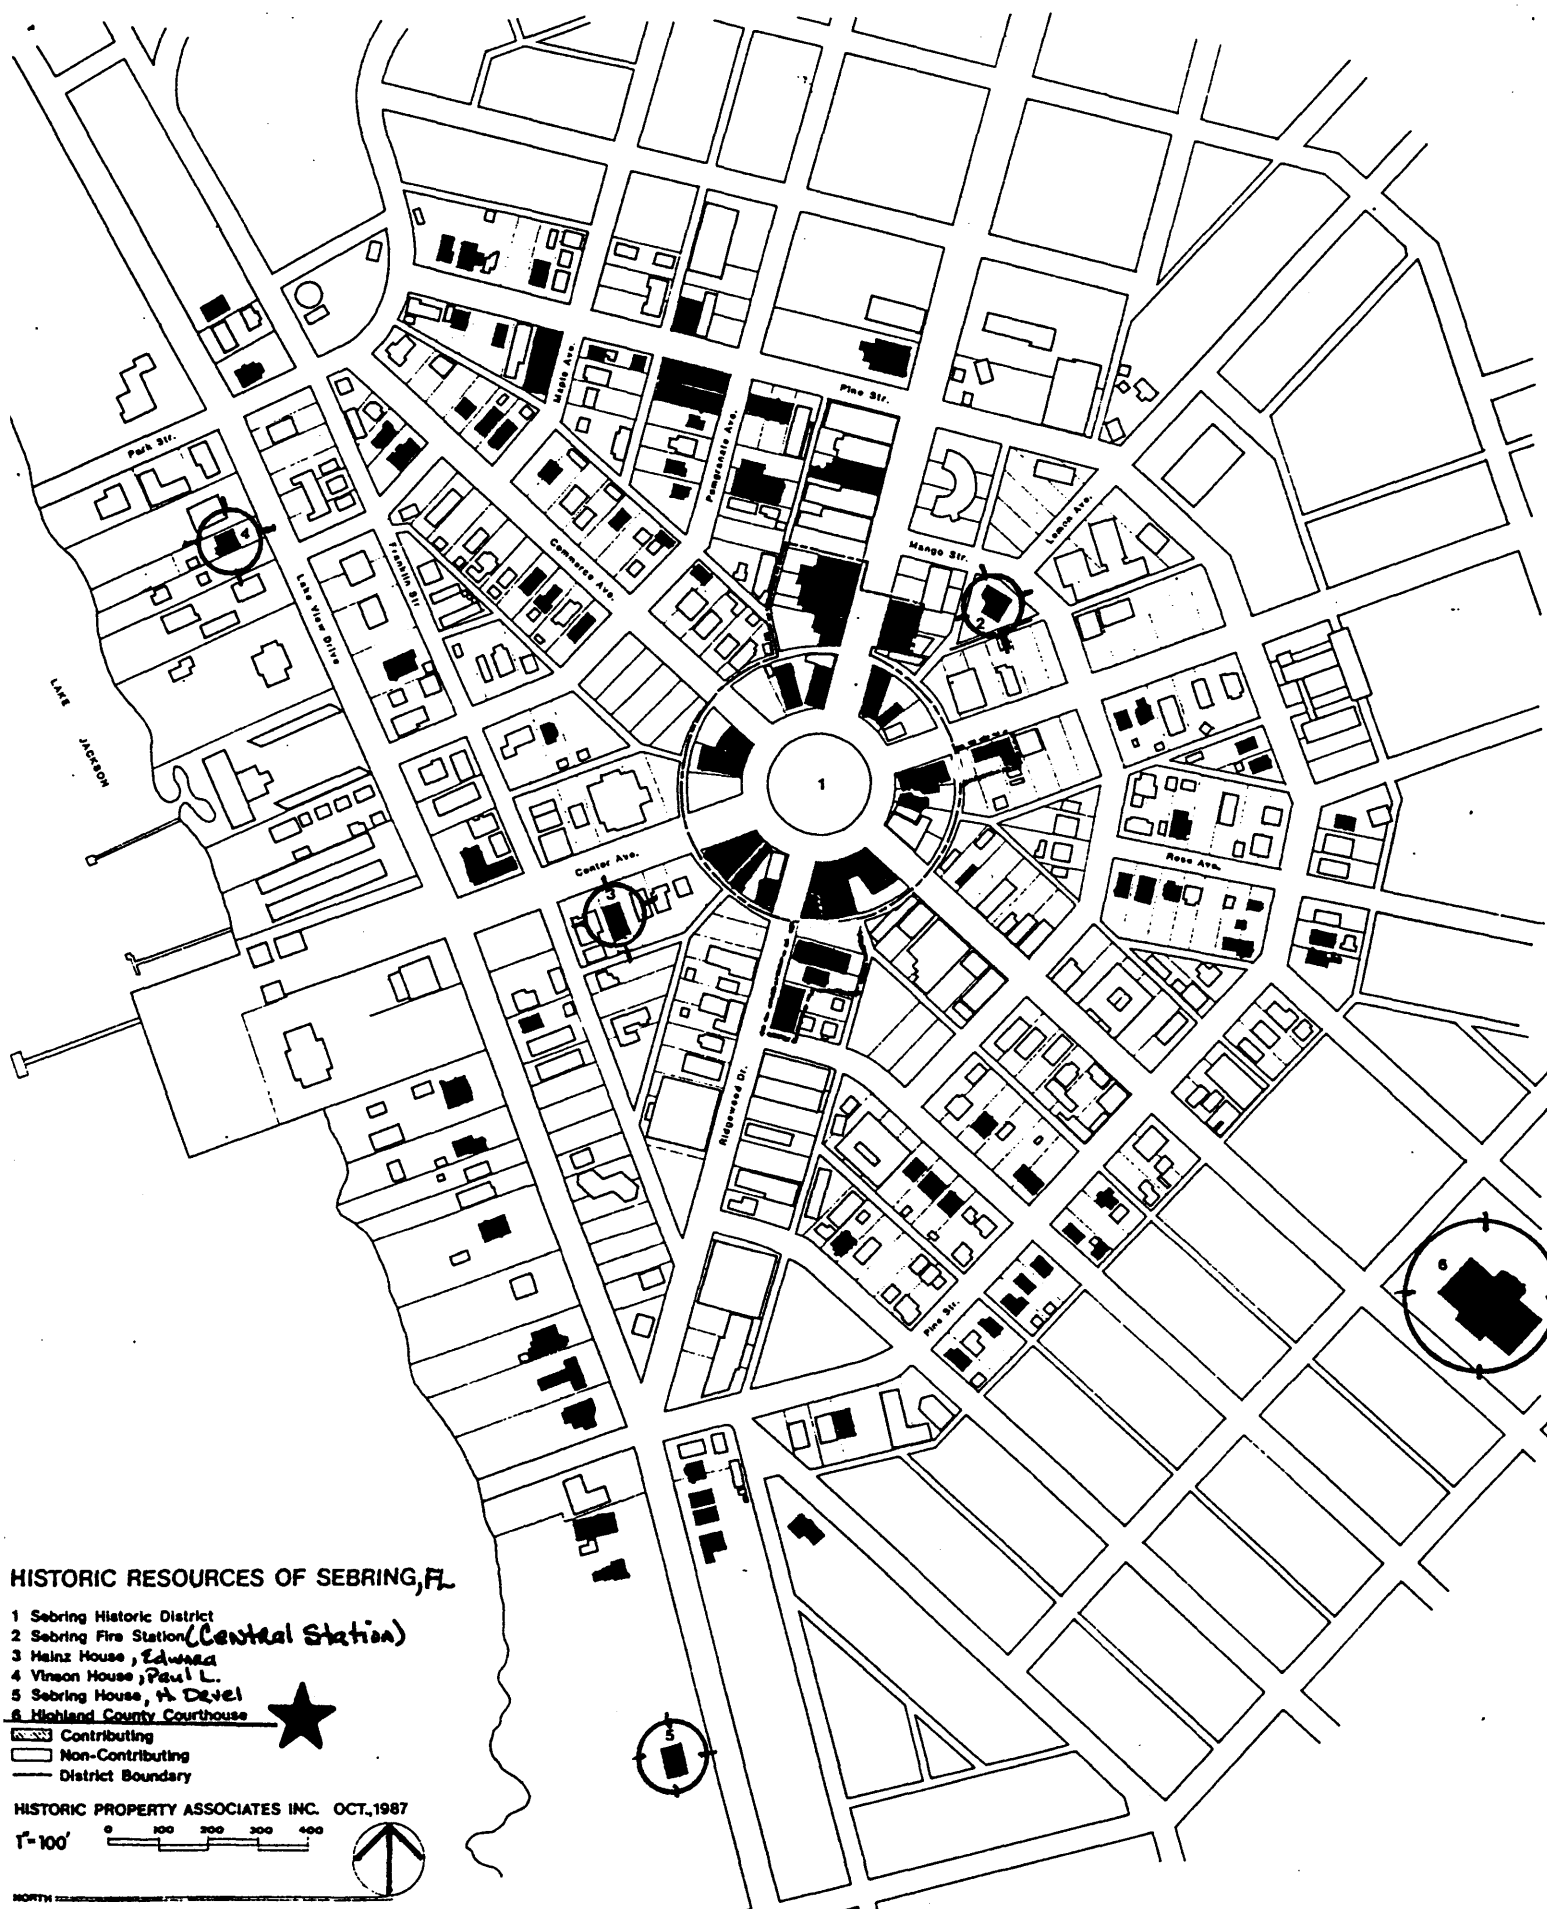 Pine Str.
Maple Ave.
Pomgranate Ave.
Park Str.
Lemon Ave.
Mango Str.
Commerce Ave.
Franklin Str
Lake View Drive
4
2
LAKE
JACKSON
1
Center Ave.
3
Rose Ave.
Ridgewood Dr.
6
Pine Str.
5
HISTORIC RESOURCES OF SEBRING, FL
1 Sebring Historic District
2 Sebring Fire Station (Central Station)
3 Heinz House, Edward
4 Vinson House, Paul L.
5 Sebring House, H Devel
6 Highland County Courthouse
Contributing
Non-Contributing
District Boundary
HISTORIC PROPERTY ASSOCIATES INC. OCT., 1987
1"=100'
0 100 200 300 400
NORTH